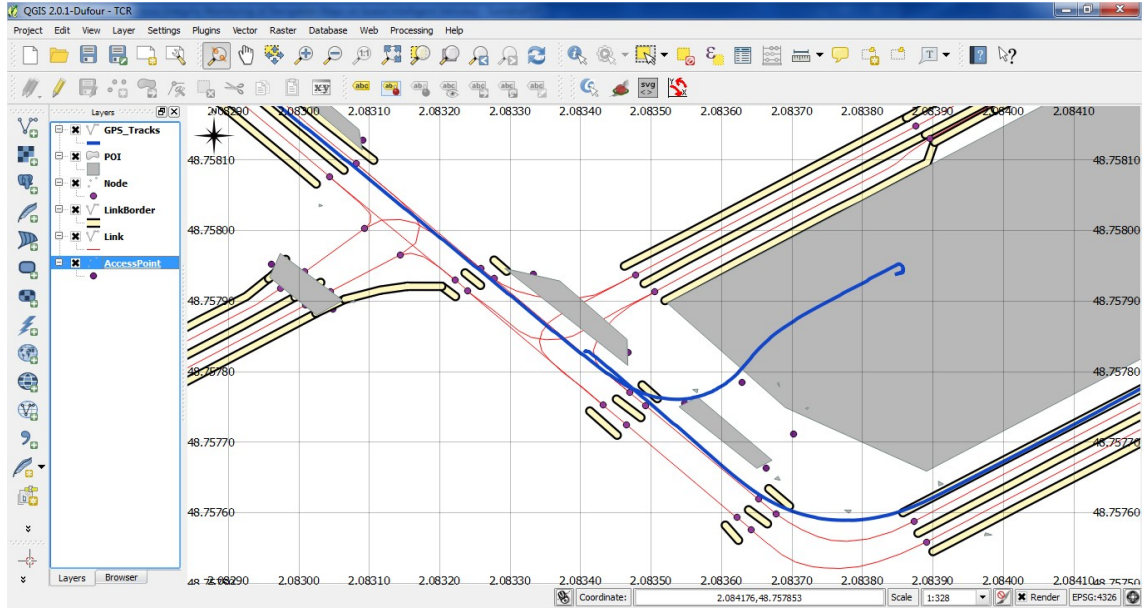 QGIS 2.0.1-Dufour - TCR
Project Edit View Layer Settings Plugins Vector Raster Database Web Processing Help
Layers
GPS_Tracks
POI
Node
LinkBorder
Link
AccessPoint
2.08300 2.08310 2.08320 2.08330 2.08340 2.08350 2.08360 2.08370 2.08380 2.08390 2.08400 2.08410
48.75810 48.75810
48.75800 48.75800
48.75790 48.75790
48.75780 48.75780
48.75770 48.75770
48.75760 48.75760
2.08300 2.08310 2.08320 2.08330 2.08340 2.08350 2.08360 2.08370 2.08380 2.08390 2.08400
Layers Browser
Coordinate: 2.084176,48.757853 Scale 1:328 Render EPSG:4326